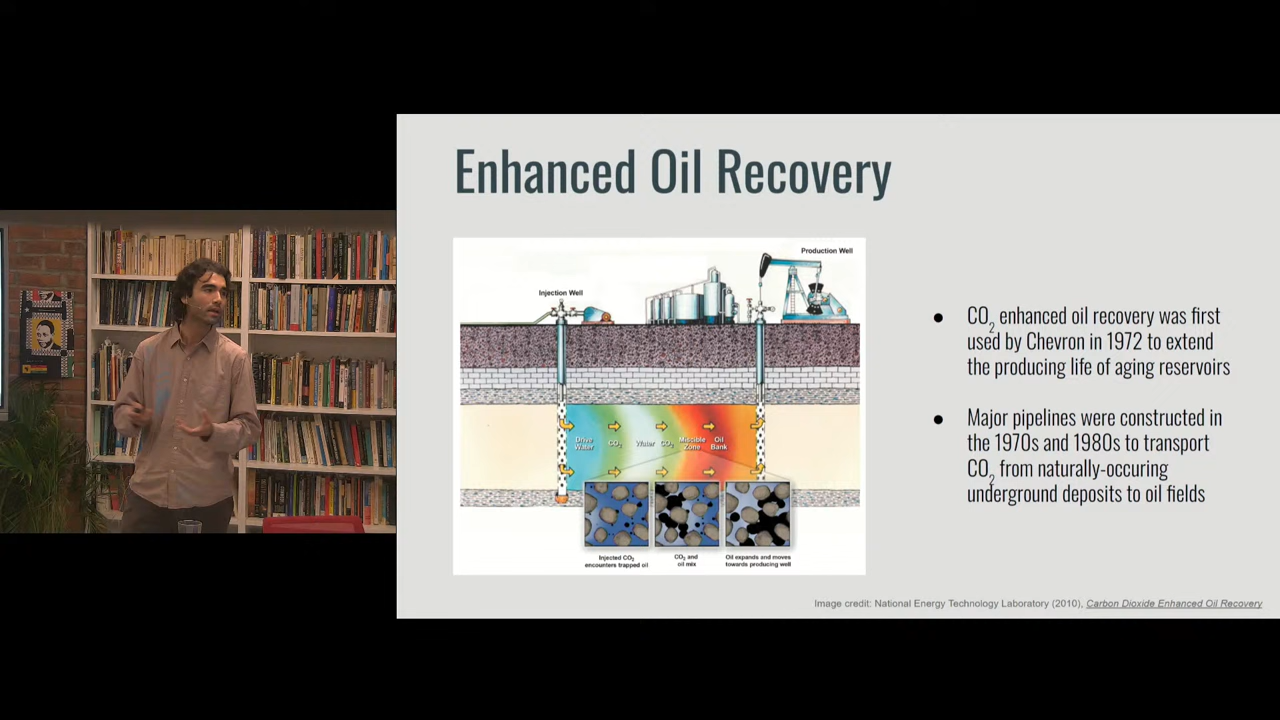 Enhanced Oil Recovery
Production Well
Injection Well
Drive
Water
CO₂
Water
CO₂
Miscible
Zone
Oil
Bank
Injected CO₂
encounters trapped oil
CO₂ and
oil mix
Oil expands and moves
towards producing well
● CO₂ enhanced oil recovery was first
used by Chevron in 1972 to extend
the producing life of aging reservoirs
● Major pipelines were constructed in
the 1970s and 1980s to transport
CO₂ from naturally-occuring
underground deposits to oil fields
Image credit: National Energy Technology Laboratory (2010), Carbon Dioxide Enhanced Oil Recovery